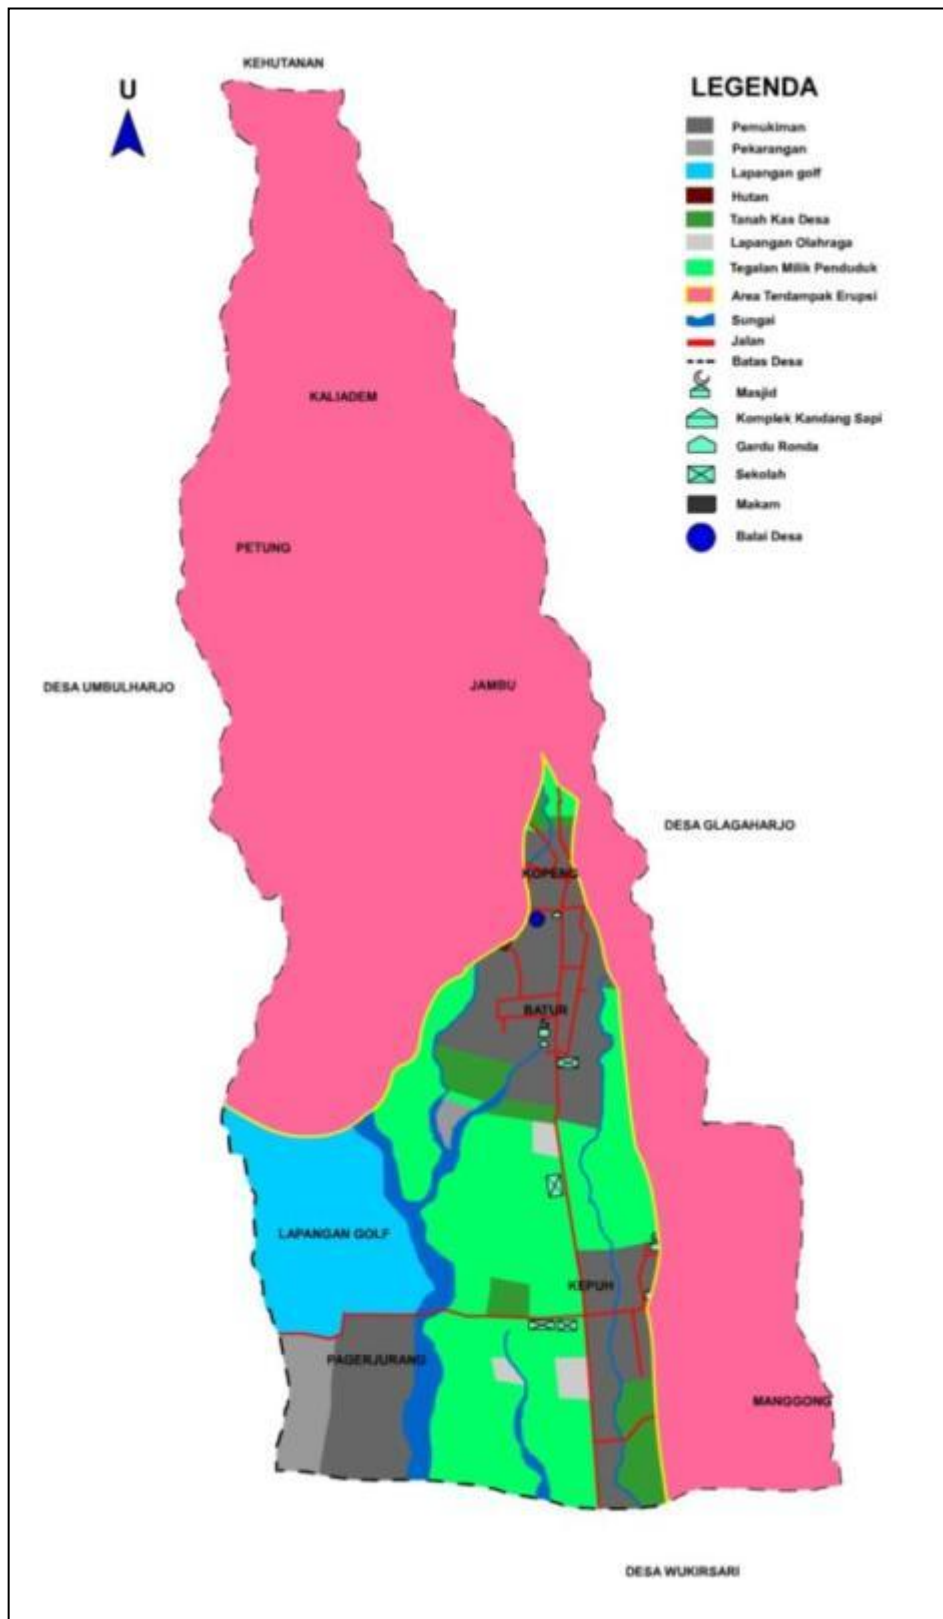 KEHUTANAN
U
LEGENDA
Pemukiman
Pekarangan
Lapangan golf
Hutan
Tanah Kas Desa
Lapangan Olahraga
Tegalan Milik Penduduk
Area Terdampak Erupsi
Sungai
Jalan
Batas Desa
Masjid
Komplek Kandang Sapi
Gardu Ronda
Sekolah
Makam
Balai Desa
KALIADEM
PETUNG
DESA UMBULHARJO
JAMBU
DESA GLAGAHARJO
KOPENG
BATUR
LAPANGAN GOLF
KEPUH
PAGERJURANG
MANGGONG
DESA WUKIRSARI